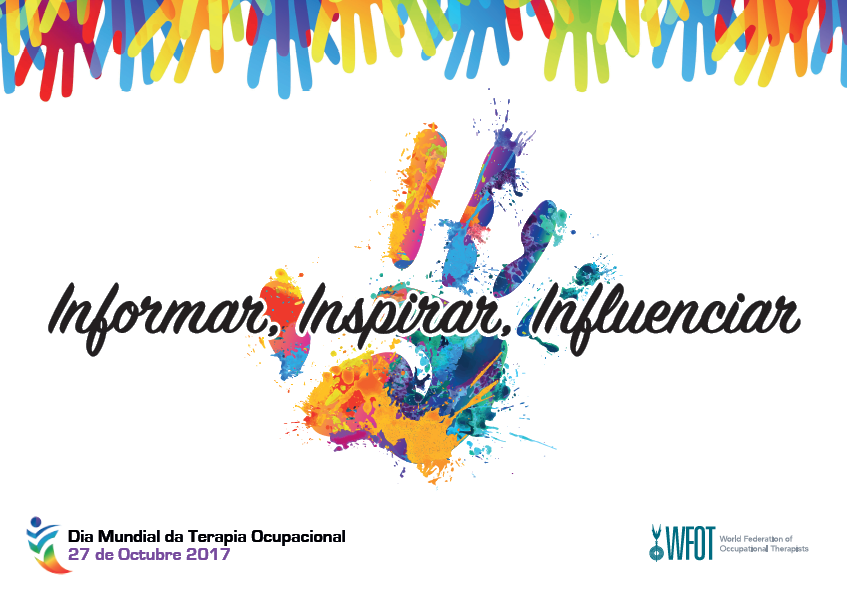 Informar, Inspirar, Influenciar
Dia Mundial da Terapia Ocupacional
27 de Octubre 2017
WFOT
World Federation of
Occupational Therapists